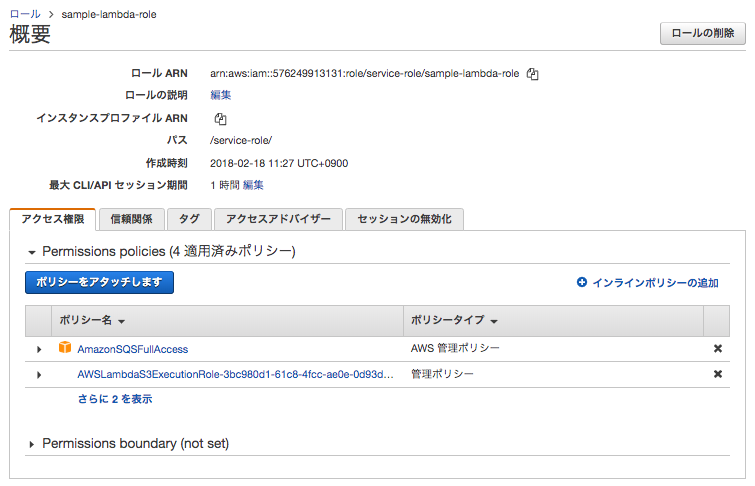 ロール > sample-lambda-role
概要
ロールの削除
ロール ARN arn:aws:iam::576249913131:role/service-role/sample-lambda-role
ロールの説明 編集
インスタンスプロファイル ARN
パス /service-role/
作成時刻 2018-02-18 11:27 UTC+0900
最大 CLI/API セッション期間 1 時間 編集
アクセス権限 信頼関係 タグ アクセスアドバイザー セッションの無効化
Permissions policies (4 適用済みポリシー)
ポリシーをアタッチします インラインポリシーの追加
ポリシー名 ポリシータイプ
AmazonSQSFullAccess AWS 管理ポリシー
AWSLambdaS3ExecutionRole-3bc980d1-61c8-4fcc-ae0e-0d93d... 管理ポリシー
さらに 2 を表示
Permissions boundary (not set)